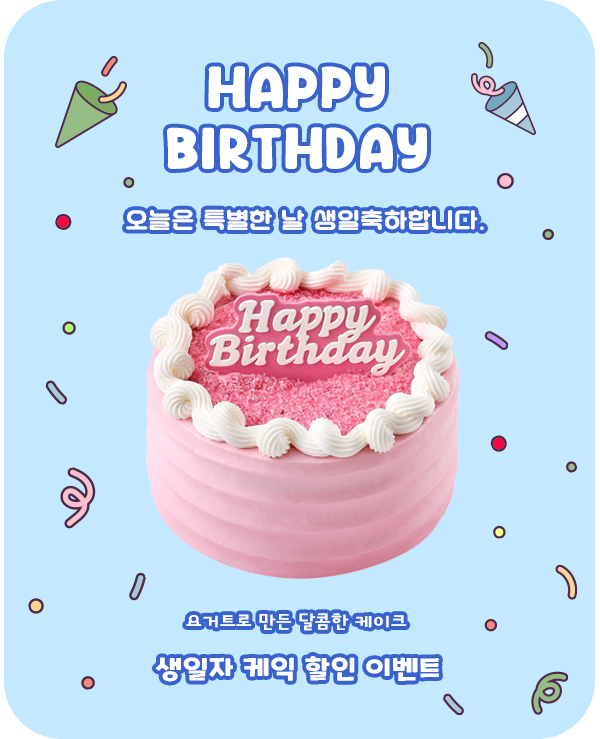 HAPPY
BIRTHDAY
오늘은 특별한 날 생일축하합니다.
Happy
Birthday
요거트로 만든 달콤한 케이크
생일자 케익 할인 이벤트